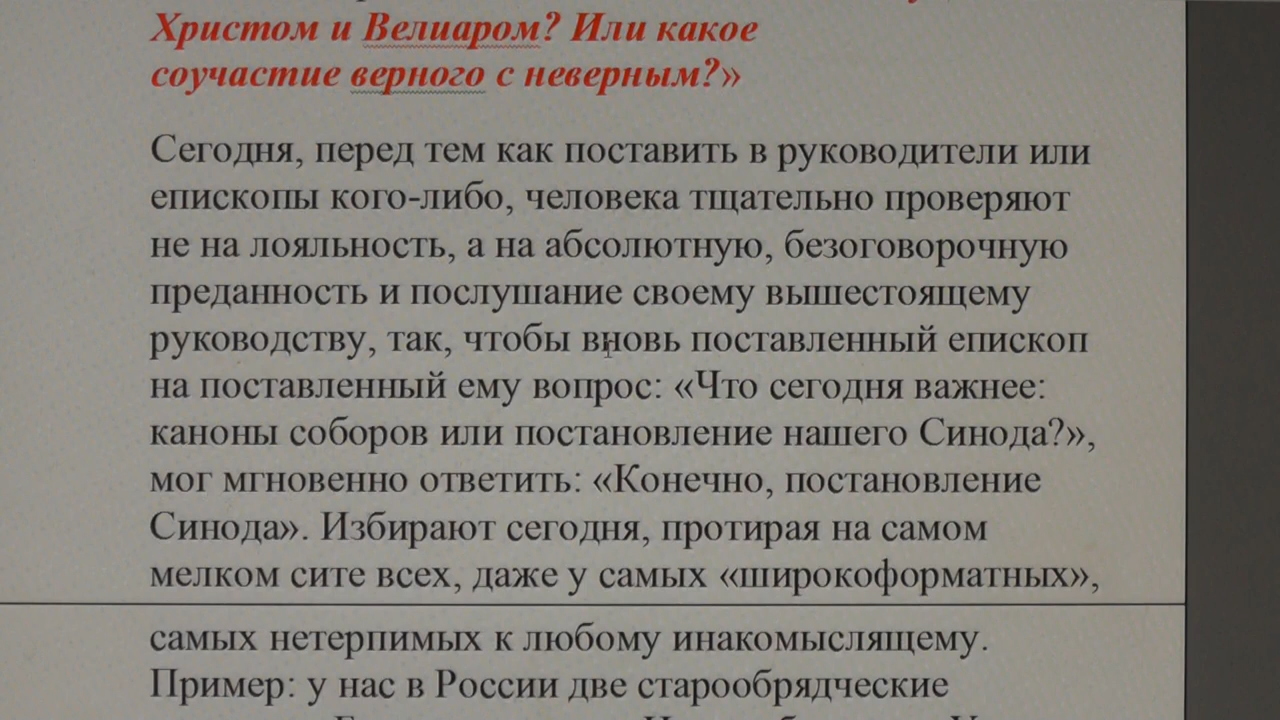 Христом и Велиаром? Или какое
соучастие верного с неверным?»
Сегодня, перед тем как поставить в руководители или
епископы кого-либо, человека тщательно проверяют
не на лояльность, а на абсолютную, безоговорочную
преданность и послушание своему вышестоящему
руководству, так, чтобы вновь поставленный епископ
на поставленный ему вопрос: «Что сегодня важнее:
каноны соборов или постановление нашего Синода?»,
мог мгновенно ответить: «Конечно, постановление
Синода». Избирают сегодня, протирая на самом
мелком сите всех, даже у самых «широкоформатных»,
самых нетерпимых к любому инакомыслящему.
Пример: у нас в России две старообрядческие